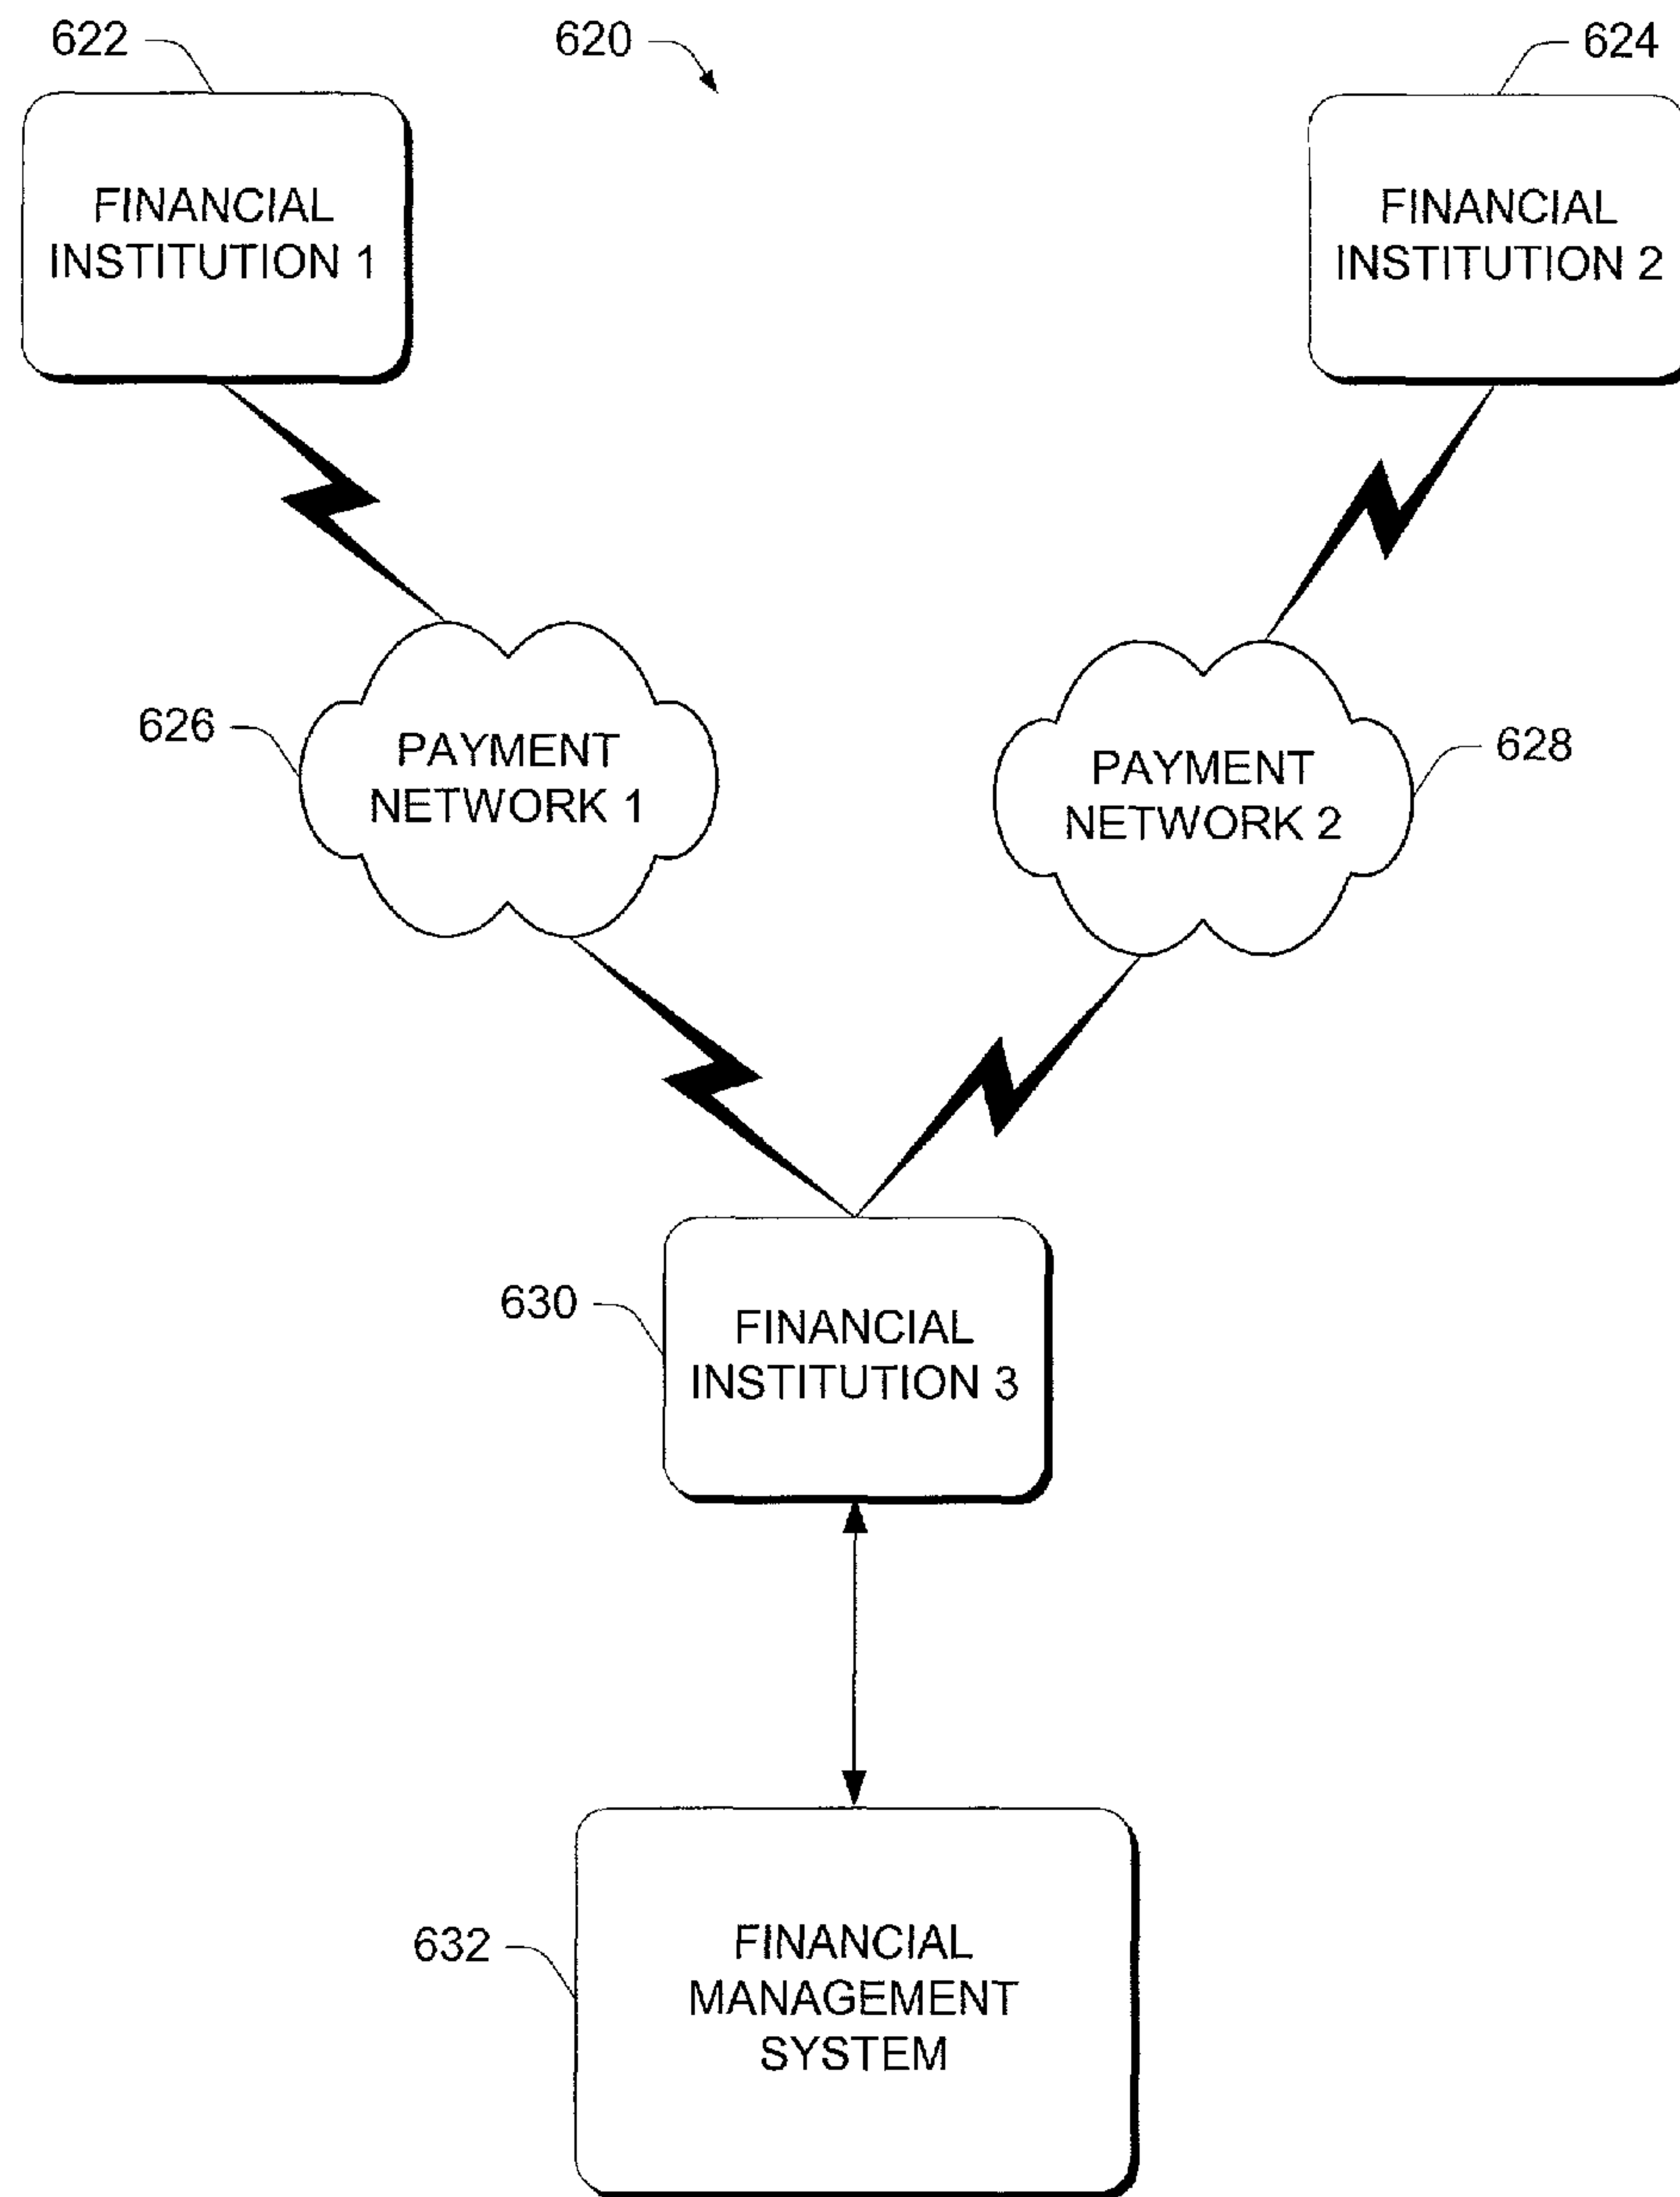 622
620
624
FINANCIAL
INSTITUTION 1
FINANCIAL
INSTITUTION 2
626
PAYMENT
NETWORK 1
PAYMENT
NETWORK 2
628
630
FINANCIAL
INSTITUTION 3
632
FINANCIAL
MANAGEMENT
SYSTEM